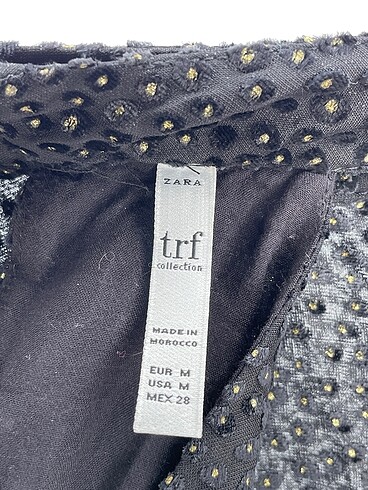 ZARA
trf
collection
MADE IN
MOROCCO
EUR M
USA M
MEX 28